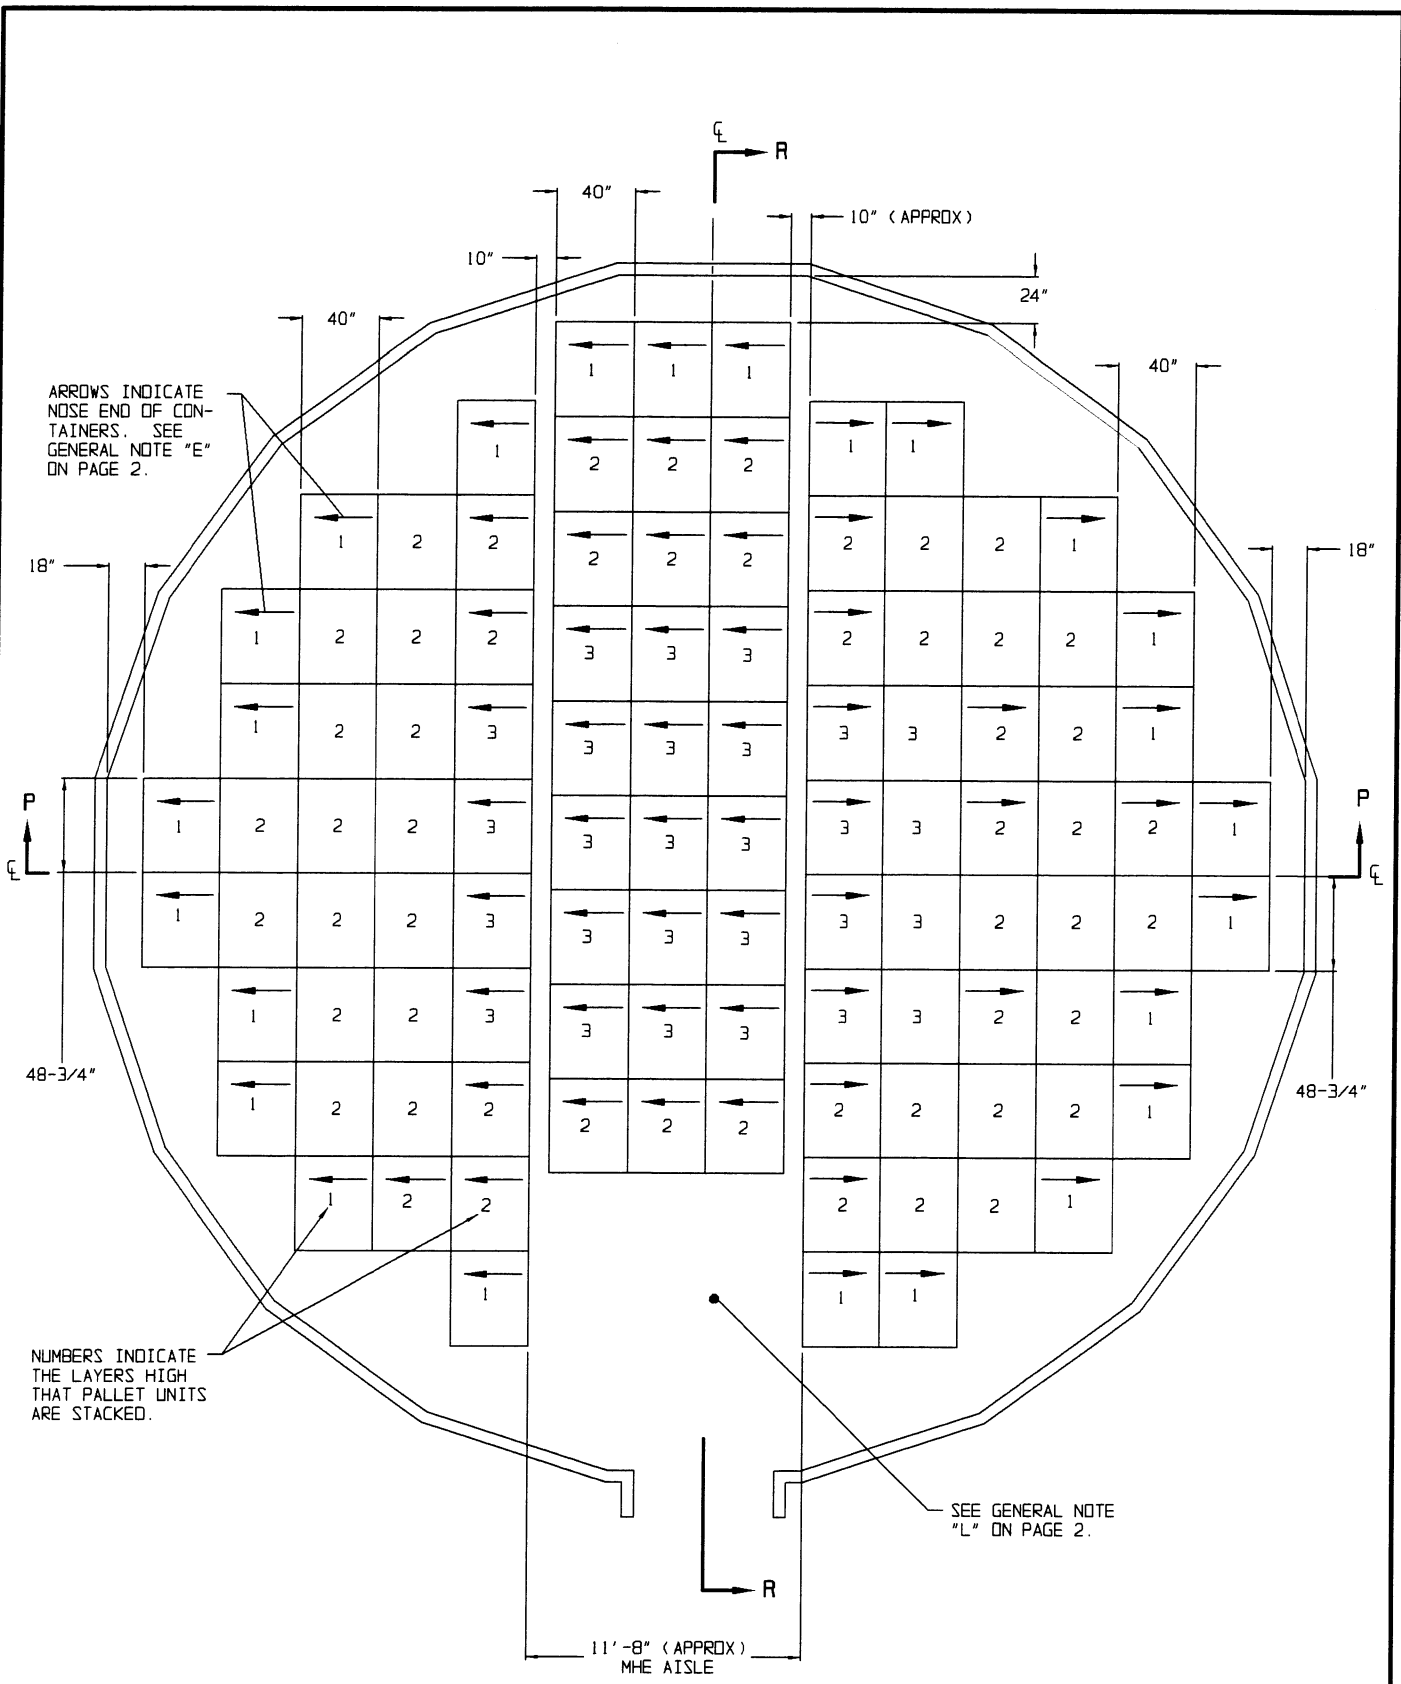 ℄
R
40"
10" (APPROX)
10"
24"
40"
40"
ARROWS INDICATE
NOSE END OF CON-
TAINERS. SEE
GENERAL NOTE "E"
ON PAGE 2.
1 1 1
1 1 1
2 2 2
1 2 2 2 2 2 2 2 2 1
18"
18"
1 2 2 2 3 3 3 2 2 2 2 1
1 2 2 3 3 3 3 3 3 2 2 1
P
P
1 2 2 2 3 3 3 3 3 3 2 2 2 1
℄
℄
1 2 2 2 3 3 3 3 3 3 2 2 2 1
1 2 2 3 3 3 3 3 3 2 2 1
48-3/4"
48-3/4"
1 2 2 2 2 2 2 2 2 2 2 1
1 2 2 2 2 2 1
1 1 1
NUMBERS INDICATE
THE LAYERS HIGH
THAT PALLET UNITS
ARE STACKED.
SEE GENERAL NOTE
"L" ON PAGE 2.
R
11'-8" (APPROX)
MHE AISLE